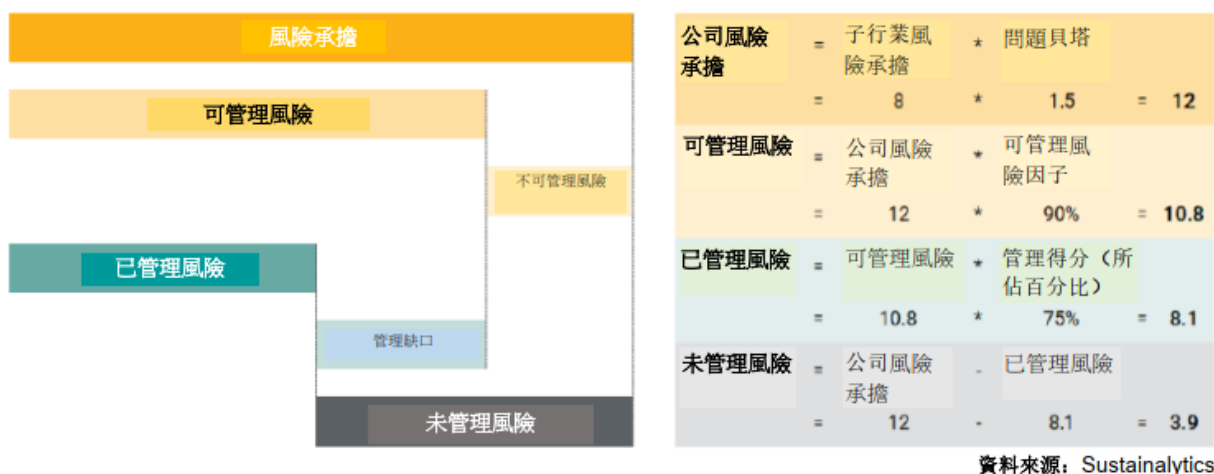 風險承擔
可管理風險
不可管理風險
已管理風險
管理缺口
未管理風險
公司風險
承擔
=
子行業風
險承擔
*
問題貝塔
= 8 * 1.5 = 12
可管理風險
=
公司風險
承擔
*
可管理風
險因子
= 12 * 90% = 10.8
已管理風險
=
可管理風險
*
管理得分（所
佔百分比）
= 10.8 * 75% = 8.1
未管理風險
=
公司風險
承擔
-
已管理風險
= 12 - 8.1 = 3.9
資料來源：Sustainalytics